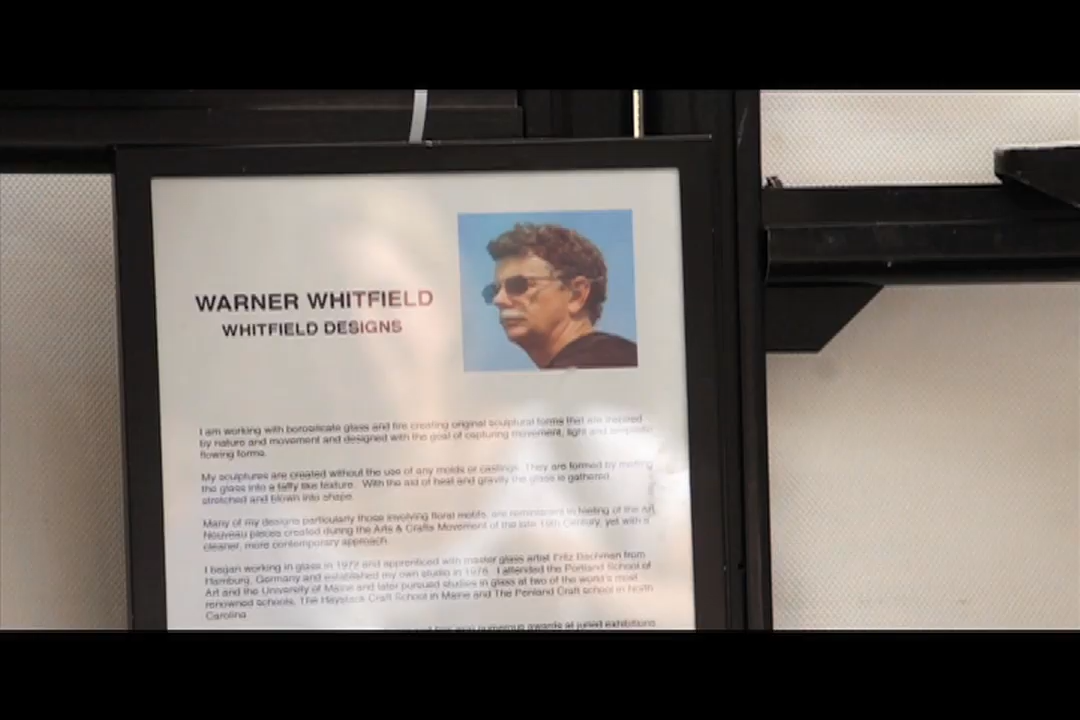 WARNER WHITFIELD
WHITFIELD DESIGNS
I am working with borosilicate glass and fire creating original sculptural forms that are inspired
by nature and movement and designed with the goal of capturing movement, light and
flowing forms.
My sculptures are created without the use of any molds or castings. They are formed by melting
the glass into a taffy like texture. With the aid of heat and gravity the glass is gathered
stretched and blown into shape.
Many of my designs particularly those involving floral motifs, are reminiscent in feeling of the Art
Nouveau pieces created during the Arts & Crafts Movement of the late 19th Century, yet with a
cleaner, more contemporary approach.
I began working in glass in 1972 and apprenticed with master glass artist Fritz Bachman from
Hamburg, Germany and established my own studio in 1976. I attended the Portland School of
Art and the University of Maine and later pursued studies in glass at two of the world's most
renowned schools, The Haystack Craft School in Maine and The Penland Craft school in North
Carolina
numerous awards at juried exhibitions